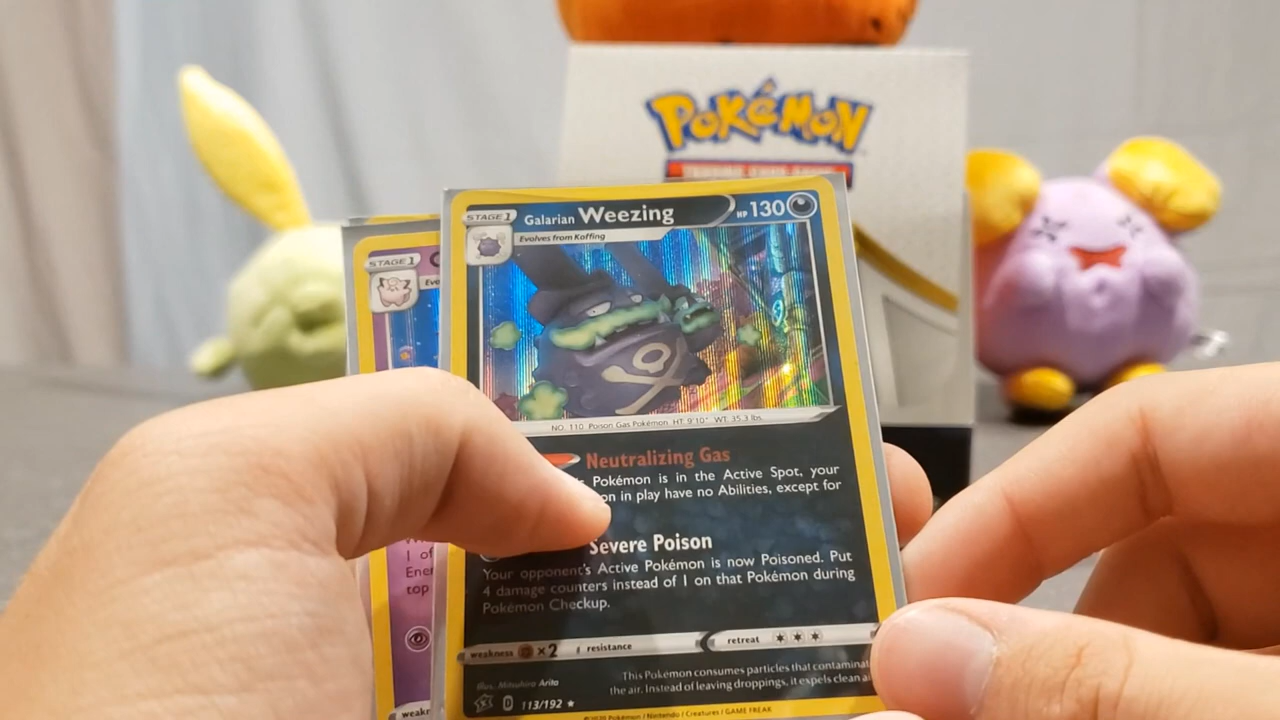 POKÉMON
STAGE 1
STAGE 1 Galarian Weezing HP 130
Evolves from Koffing
NO. 110 Poison Gas Pokémon HT: 9'10" WT: 35.3 lbs.
Neutralizing Gas
Pokémon is in the Active Spot, your
on in play have no Abilities, except for
1 of
Ener
top
Severe Poison
Your opponent's Active Pokémon is now Poisoned. Put
4 damage counters instead of 1 on that Pokémon during
Pokémon Checkup.
weakness ×2 resistance retreat
This Pokémon consumes particles that contaminat
the air. Instead of leaving droppings, it expels clean ai
Illus. Mitsuhiro Arita
113/192
weakn
©2020 Pokémon / Nintendo / Creatures / GAME FREAK